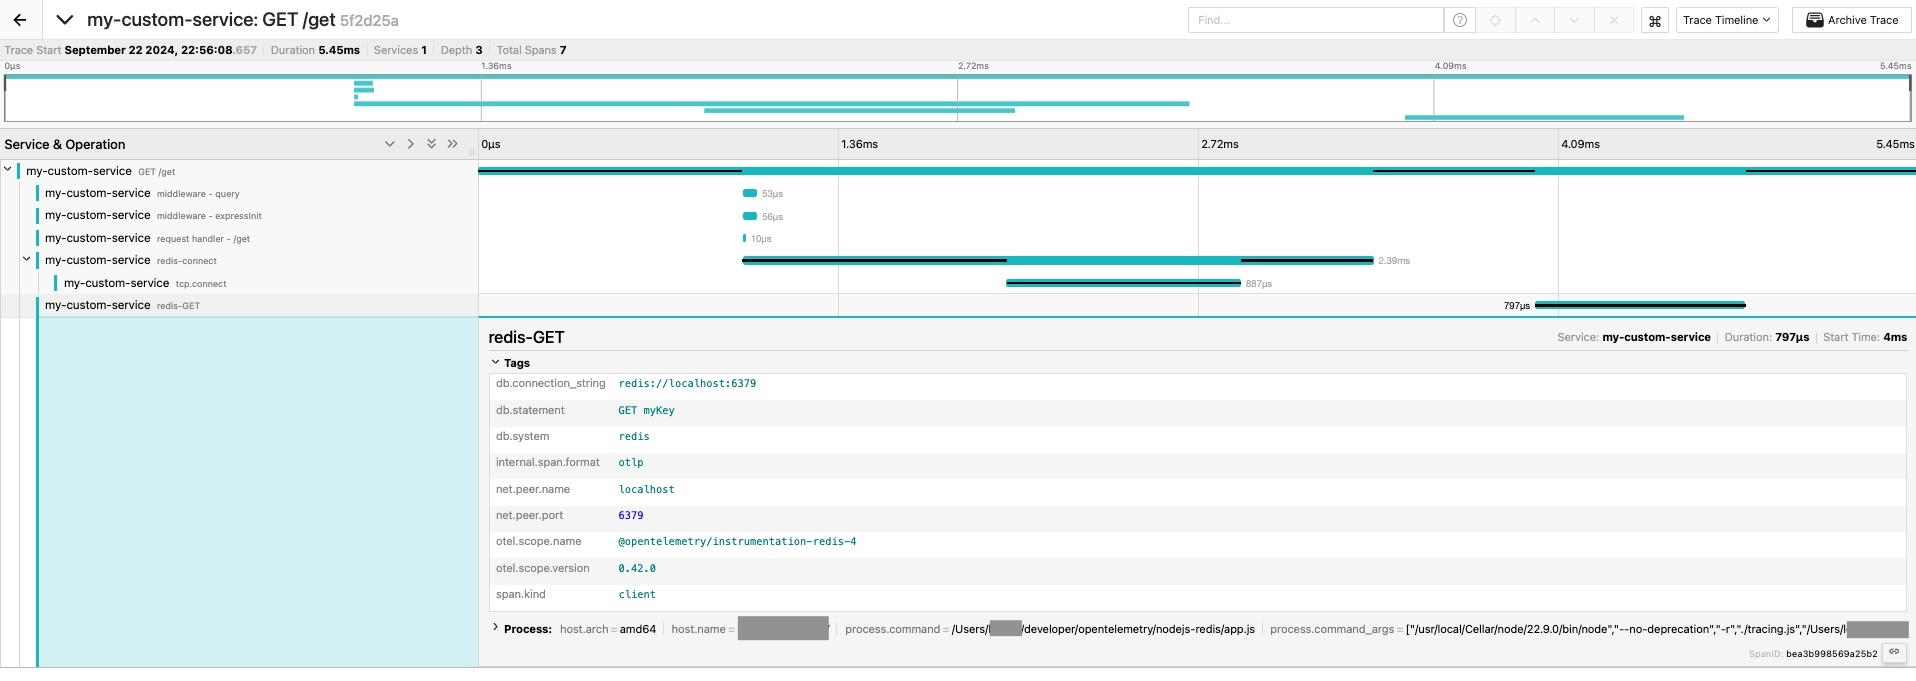 my-custom-service: GET /get 5f2d25a
Find...
Trace Timeline
Archive Trace
Trace Start September 22 2024, 22:56:08.657 | Duration 5.45ms | Services 1 | Depth 3 | Total Spans 7
0μs 1.36ms 2.72ms 4.09ms 5.45ms
Service & Operation 0μs 1.36ms 2.72ms 4.09ms 5.45ms
my-custom-service GET /get
my-custom-service middleware - query 53μs
my-custom-service middleware - expressInit 56μs
my-custom-service request handler - /get 10μs
my-custom-service redis-connect 2.39ms
my-custom-service tcp.connect 887μs
my-custom-service redis-GET 797μs
redis-GET Service: my-custom-service | Duration: 797μs | Start Time: 4ms
Tags
db.connection_string redis://localhost:6379
db.statement GET myKey
db.system redis
internal.span.format otlp
net.peer.name localhost
net.peer.port 6379
otel.scope.name @opentelemetry/instrumentation-redis-4
otel.scope.version 0.42.0
span.kind client
Process: host.arch = amd64 | host.name = | process.command = /Users/ /developer/opentelemetry/nodejs-redis/app.js | process.command_args = ["/usr/local/Cellar/node/22.9.0/bin/node","--no-deprecation","-r","./tracing.js","/Users/
SpanID: bea3b998569a25b2